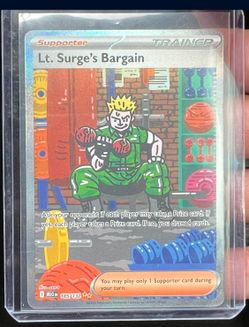 Supporter
TRAINER
Lt. Surge's Bargain
Ask your opponent if each player may take a Prize card. If yes,
each player takes a Prize card. If no, you draw 4 cards.
You may play only 1 Supporter card during
your turn.
185/132